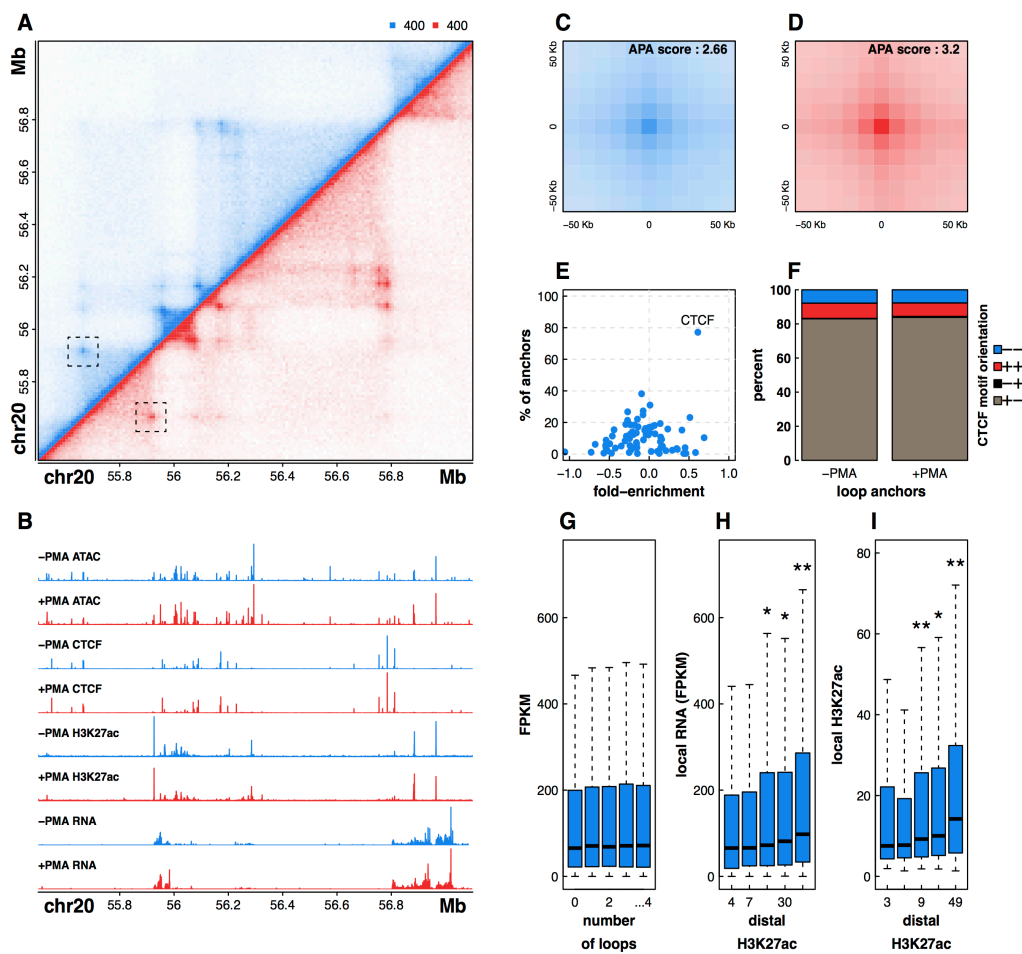 A
400 400
Mb
56.8
56.6
56.4
56.2
56
55.8
chr20
chr20 55.8 56 56.2 56.4 56.6 56.8 Mb
C
APA score : 2.66
50 Kb
0
−50 Kb
−50 Kb 0 50 Kb
D
APA score : 3.2
50 Kb
0
−50 Kb
−50 Kb 0 50 Kb
E
% of anchors
100
80
60
40
20
0
CTCF
−1.0 −0.5 0.0 0.5 1.0
fold−enrichment
F
percent
100
80
60
40
20
0
−PMA +PMA
loop anchors
CTCF motif orientation
−−
++
−+
+−
B
−PMA ATAC
+PMA ATAC
−PMA CTCF
+PMA CTCF
−PMA H3K27ac
+PMA H3K27ac
−PMA RNA
+PMA RNA
chr20 55.8 56 56.2 56.4 56.6 56.8 Mb
G
FPKM
600
400
200
0
0 2 ...4
number
of loops
H
local RNA (FPKM)
600
400
200
0
* * **
4 7 30
distal
H3K27ac
I
local H3K27ac
80
60
40
20
0
** * **
3 9 49
distal
H3K27ac